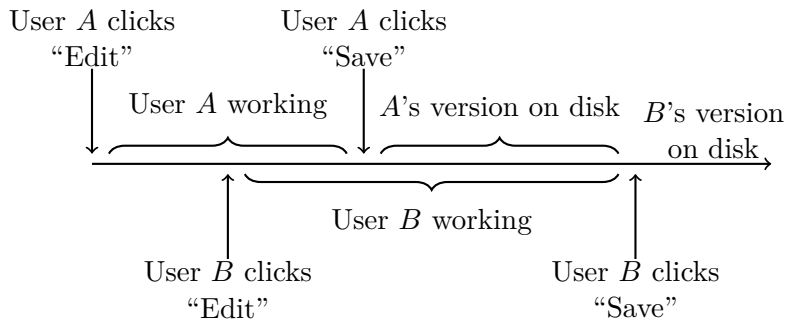 User A clicks
“Edit”
User A clicks
“Save”
User A working
A’s version on disk
B’s version
on disk
User B working
User B clicks
“Edit”
User B clicks
“Save”